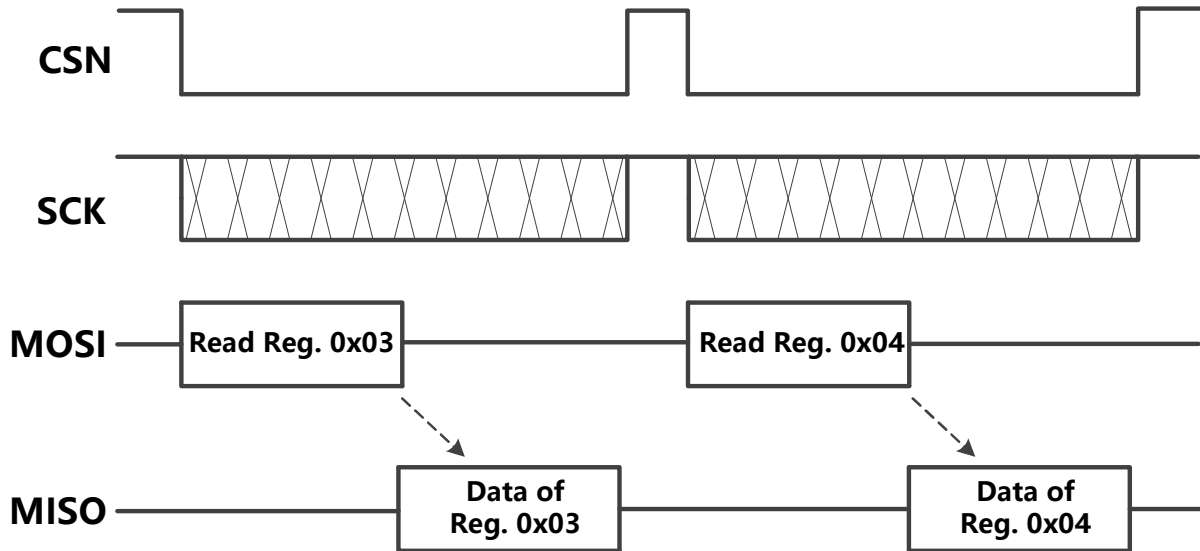 CSN
SCK
MOSI
Read Reg. 0x03
Read Reg. 0x04
MISO
Data of
Reg. 0x03
Data of
Reg. 0x04